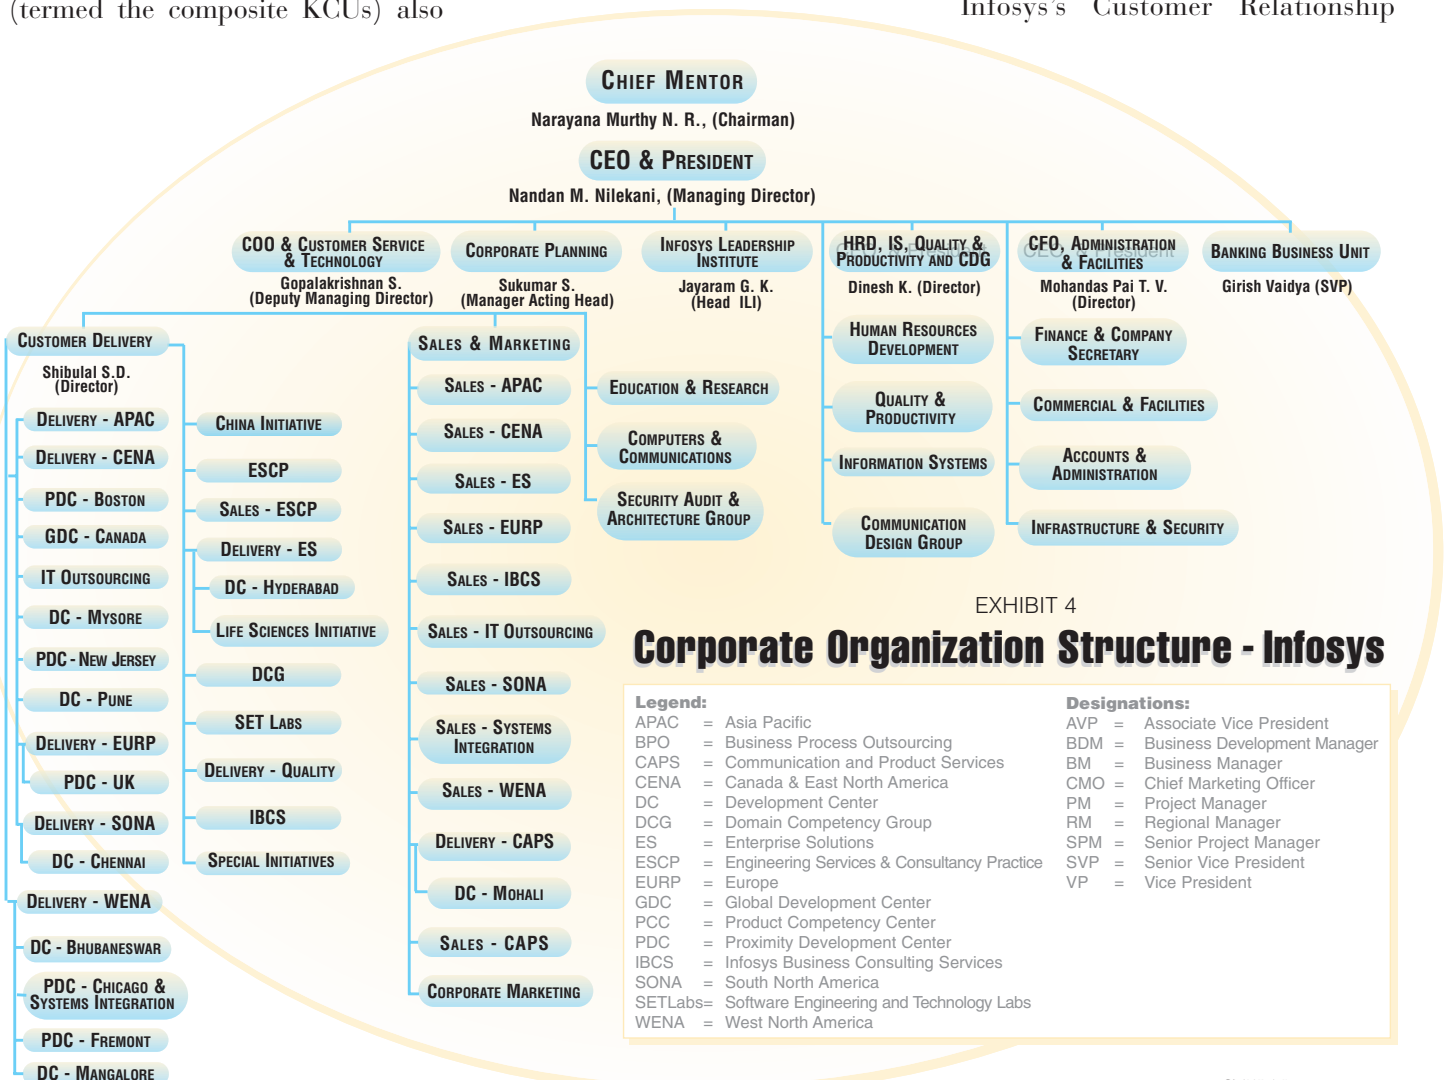 (termed the composite KCUs) also
Infosys's Customer Relationship
CHIEF MENTOR
Narayana Murthy N. R., (Chairman)
CEO & PRESIDENT
Nandan M. Nilekani, (Managing Director)
COO & CUSTOMER SERVICE
& TECHNOLOGY
Gopalakrishnan S.
(Deputy Managing Director)
CORPORATE PLANNING
Sukumar S.
(Manager Acting Head)
INFOSYS LEADERSHIP
INSTITUTE
Jayaram G. K.
(Head ILI)
HRD, IS, QUALITY &
PRODUCTIVITY AND CDG
Dinesh K. (Director)
CFO, ADMINISTRATION
& FACILITIES
CEO & President
Mohandas Pai T. V.
(Director)
BANKING BUSINESS UNIT
Girish Vaidya (SVP)
CUSTOMER DELIVERY
Shibulal S.D.
(Director)
DELIVERY - APAC
DELIVERY - CENA
PDC - BOSTON
GDC - CANADA
IT OUTSOURCING
DC - MYSORE
PDC - NEW JERSEY
DC - PUNE
DELIVERY - EURP
PDC - UK
DELIVERY - SONA
DC - CHENNAI
DELIVERY - WENA
DC - BHUBANESWAR
PDC - CHICAGO &
SYSTEMS INTEGRATION
PDC - FREMONT
DC - MANGALORE
CHINA INITIATIVE
ESCP
SALES - ESCP
DELIVERY - ES
DC - HYDERABAD
LIFE SCIENCES INITIATIVE
DCG
SET LABS
DELIVERY - QUALITY
IBCS
SPECIAL INITIATIVES
SALES & MARKETING
SALES - APAC
SALES - CENA
SALES - ES
SALES - EURP
SALES - IBCS
SALES - IT OUTSOURCING
SALES - SONA
SALES - SYSTEMS
INTEGRATION
SALES - WENA
DELIVERY - CAPS
DC - MOHALI
SALES - CAPS
CORPORATE MARKETING
EDUCATION & RESEARCH
COMPUTERS &
COMMUNICATIONS
SECURITY AUDIT &
ARCHITECTURE GROUP
HUMAN RESOURCES
DEVELOPMENT
QUALITY &
PRODUCTIVITY
INFORMATION SYSTEMS
COMMUNICATION
DESIGN GROUP
FINANCE & COMPANY
SECRETARY
COMMERCIAL & FACILITIES
ACCOUNTS &
ADMINISTRATION
INFRASTRUCTURE & SECURITY
EXHIBIT 4
Corporate Organization Structure - Infosys
Legend:
APAC = Asia Pacific
BPO = Business Process Outsourcing
CAPS = Communication and Product Services
CENA = Canada & East North America
DC = Development Center
DCG = Domain Competency Group
ES = Enterprise Solutions
ESCP = Engineering Services & Consultancy Practice
EURP = Europe
GDC = Global Development Center
PCC = Product Competency Center
PDC = Proximity Development Center
IBCS = Infosys Business Consulting Services
SONA = South North America
SETLabs= Software Engineering and Technology Labs
WENA = West North America
Designations:
AVP = Associate Vice President
BDM = Business Development Manager
BM = Business Manager
CMO = Chief Marketing Officer
PM = Project Manager
RM = Regional Manager
SPM = Senior Project Manager
SVP = Senior Vice President
VP = Vice President